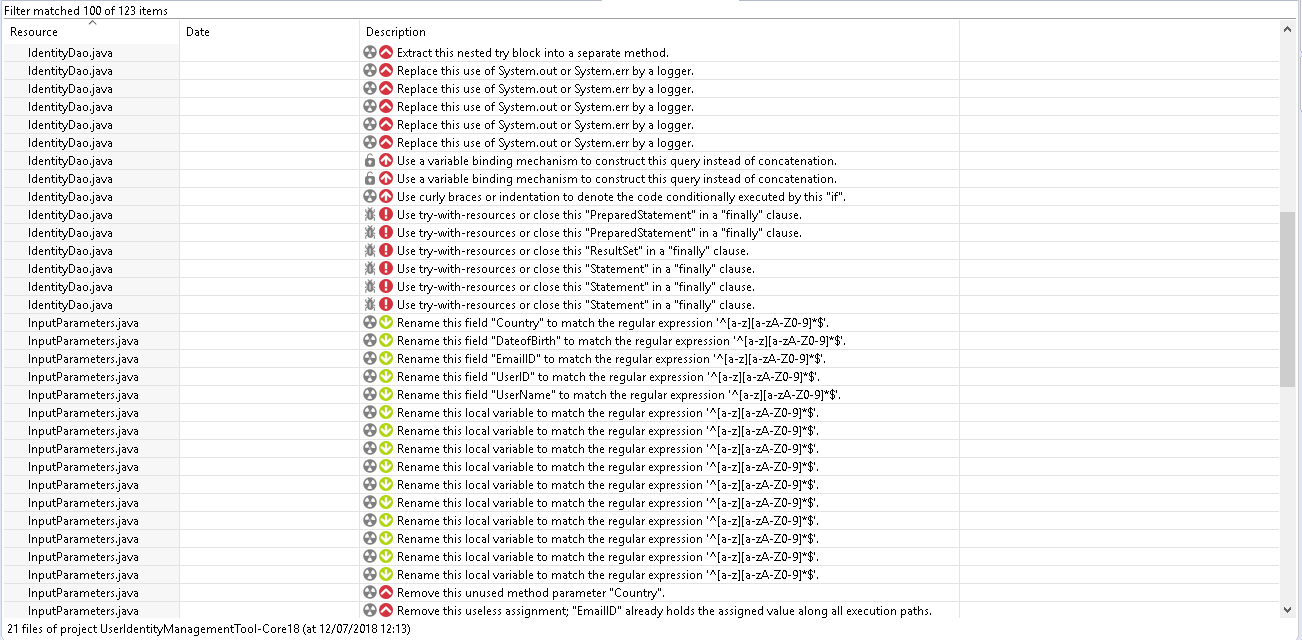 Filter matched 100 of 123 items
Resource Date Description
IdentityDao.java Extract this nested try block into a separate method.
IdentityDao.java Replace this use of System.out or System.err by a logger.
IdentityDao.java Replace this use of System.out or System.err by a logger.
IdentityDao.java Replace this use of System.out or System.err by a logger.
IdentityDao.java Replace this use of System.out or System.err by a logger.
IdentityDao.java Replace this use of System.out or System.err by a logger.
IdentityDao.java Use a variable binding mechanism to construct this query instead of concatenation.
IdentityDao.java Use a variable binding mechanism to construct this query instead of concatenation.
IdentityDao.java Use curly braces or indentation to denote the code conditionally executed by this "if".
IdentityDao.java Use try-with-resources or close this "PreparedStatement" in a "finally" clause.
IdentityDao.java Use try-with-resources or close this "PreparedStatement" in a "finally" clause.
IdentityDao.java Use try-with-resources or close this "ResultSet" in a "finally" clause.
IdentityDao.java Use try-with-resources or close this "Statement" in a "finally" clause.
IdentityDao.java Use try-with-resources or close this "Statement" in a "finally" clause.
IdentityDao.java Use try-with-resources or close this "Statement" in a "finally" clause.
InputParameters.java Rename this field "Country" to match the regular expression '^[a-z][a-zA-Z0-9]*$'.
InputParameters.java Rename this field "DateofBirth" to match the regular expression '^[a-z][a-zA-Z0-9]*$'.
InputParameters.java Rename this field "EmailID" to match the regular expression '^[a-z][a-zA-Z0-9]*$'.
InputParameters.java Rename this field "UserID" to match the regular expression '^[a-z][a-zA-Z0-9]*$'.
InputParameters.java Rename this field "UserName" to match the regular expression '^[a-z][a-zA-Z0-9]*$'.
InputParameters.java Rename this local variable to match the regular expression '^[a-z][a-zA-Z0-9]*$'.
InputParameters.java Rename this local variable to match the regular expression '^[a-z][a-zA-Z0-9]*$'.
InputParameters.java Rename this local variable to match the regular expression '^[a-z][a-zA-Z0-9]*$'.
InputParameters.java Rename this local variable to match the regular expression '^[a-z][a-zA-Z0-9]*$'.
InputParameters.java Rename this local variable to match the regular expression '^[a-z][a-zA-Z0-9]*$'.
InputParameters.java Rename this local variable to match the regular expression '^[a-z][a-zA-Z0-9]*$'.
InputParameters.java Rename this local variable to match the regular expression '^[a-z][a-zA-Z0-9]*$'.
InputParameters.java Rename this local variable to match the regular expression '^[a-z][a-zA-Z0-9]*$'.
InputParameters.java Rename this local variable to match the regular expression '^[a-z][a-zA-Z0-9]*$'.
InputParameters.java Rename this local variable to match the regular expression '^[a-z][a-zA-Z0-9]*$'.
InputParameters.java Remove this unused method parameter "Country".
InputParameters.java Remove this useless assignment; "EmailID" already holds the assigned value along all execution paths.
21 files of project UserIdentityManagementTool-Core18 (at 12/07/2018 12:13)